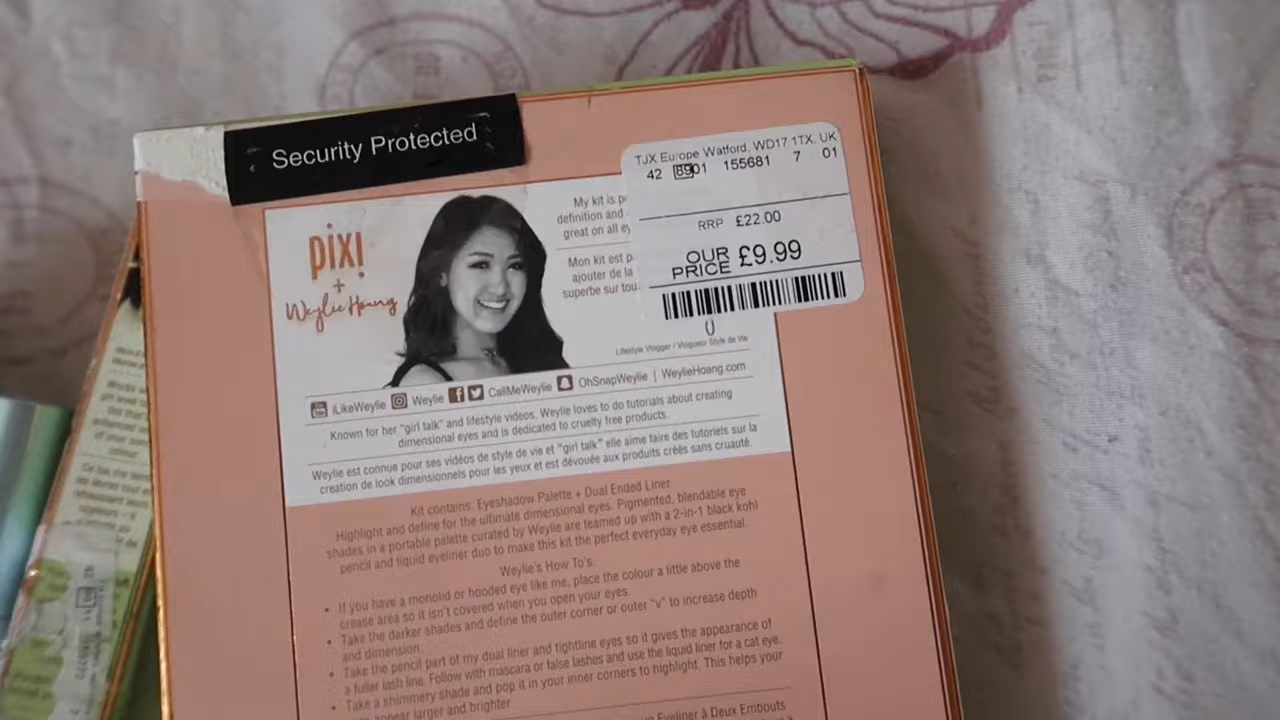 Security Protected
TJX Europe Watford, WD17 1TX, UK
42 8901 155681 7 01
RRP £22.00
OUR PRICE £9.99
pixi
+
Weylie Hoang
My kit is p
definition and
great on all ey
Mon kit est p
ajouter de la
superbe sur tou
Lifestyle Vlogger / Vlogueur Style de Vie
iLikeWeylie Weylie CallMeWeylie OhSnapWeylie | WeylieHoang.com
Known for her "girl talk" and lifestyle videos, Weylie loves to do tutorials about creating
dimensional eyes and is dedicated to cruelty free products.
Weylie est connue pour ses vidéos de style de vie et "girl talk" elle aime faire des tutoriels sur la
création de look dimensionnels pour les yeux et est dévouée aux produits créés sans cruauté.
Kit contains: Eyeshadow Palette + Dual Ended Liner
Highlight and define for the ultimate dimensional eyes. Pigmented, blendable eye
shades in a portable palette curated by Weylie are teamed up with a 2-in-1 black kohl
pencil and liquid eyeliner duo to make this kit the perfect everyday eye essential.
Weylie's How To's:
• If you have a monolid or hooded eye like me, place the colour a little above the
crease area so it isn't covered when you open your eyes.
• Take the darker shades and define the outer corner or outer "v" to increase depth
and dimension.
• Take the pencil part of my dual liner and tightline eyes so it gives the appearance of
a fuller lash line. Follow with mascara or false lashes and use the liquid liner for a cat eye.
• Take a shimmery shade and pop it in your inner corners to highlight. This helps your
appear larger and brighter.
Eyeliner à Deux Embouts